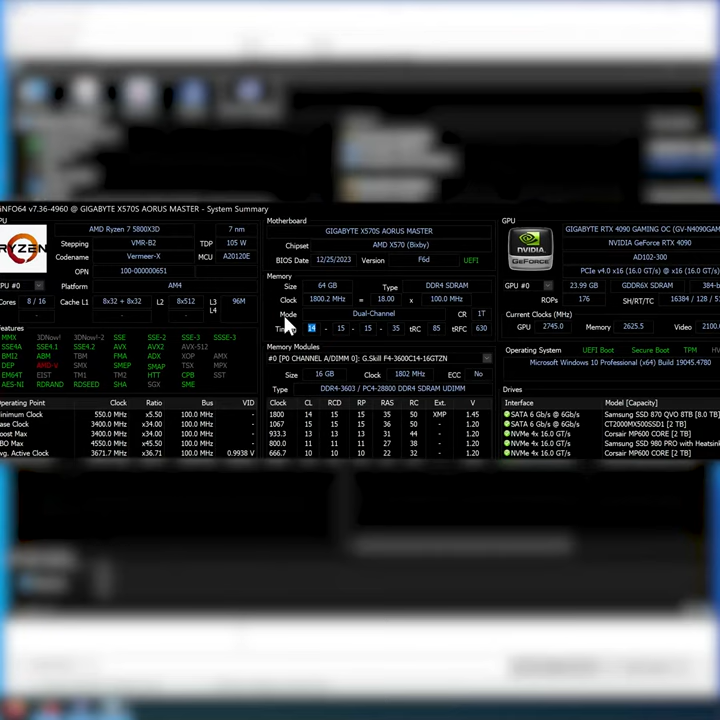 iNFO64 v7.36-4960 @ GIGABYTE X570S AORUS MASTER - System Summary
PU
AMD Ryzen 7 5800X3D 7 nm
Stepping VMR-B2 TDP 105 W
Codename Vermeer-X MCU A20120E
OPN 100-000000651
RYZEN
PU #0 Platform AM4
Cores 8 / 16 Cache L1 8x32 + 8x32 L2 8x512 L3 96M
L4
Features
MMX 3DNow! 3DNow!-2 SSE SSE-2 SSE-3 SSSE-3
SSE4A SSE4.1 SSE4.2 AVX AVX2 AVX-512
BMI2 ABM TBM FMA ADX XOP AMX
DEP AMD-V SMX SMEP SMAP TSX MPX
EM64T EIST TM1 TM2 HTT CPB SST
AES-NI RDRAND RDSEED SHA SGX SME
Operating Point Clock Ratio Bus VID
inimum Clock 550.0 MHz x5.50 100.0 MHz -
ase Clock 3400.0 MHz x34.00 100.0 MHz -
oost Max 3400.0 MHz x34.00 100.0 MHz -
BO Max 4550.0 MHz x45.50 100.0 MHz -
vg. Active Clock 3671.7 MHz x36.71 100.0 MHz 0.9938 V
Motherboard
GIGABYTE X570S AORUS MASTER
Chipset AMD X570 (Bixby)
BIOS Date 12/25/2023 Version F6d UEFI
Memory
Size 64 GB Type DDR4 SDRAM
Clock 1800.2 MHz = 18.00 x 100.0 MHz
Mode Dual-Channel CR 1T
14 - 15 - 15 - 35 tRC 85 tRFC 630
Memory Modules
#0 [P0 CHANNEL A/DIMM 0]: G.Skill F4-3600C14-16GTZN
Size 16 GB Clock 1802 MHz ECC No
Type DDR4-3603 / PC4-28800 DDR4 SDRAM UDIMM
Clock CL RCD RP RAS RC Ext. V
1800 14 15 15 35 50 XMP 1.45
1067 15 15 15 36 50 - 1.20
933.3 13 13 13 31 44 - 1.20
800.0 11 11 11 27 38 - 1.20
666.7 10 10 10 22 32 - 1.20
GPU
GIGABYTE RTX 4090 GAMING OC (GV-N4090GAM
NVIDIA GeForce RTX 4090
AD102-300
PCIe v4.0 x16 (16.0 GT/s) @ x16 (16.0 GT/s
NVIDIA
GPU #0 23.99 GB GDDR6X SDRAM 384-b
ROPs 176 SH/RT/TC 16384 / 128 / 51
Current Clocks (MHz)
GPU 2745.0 Memory 2625.5 Video 2100.
Operating System UEFI Boot Secure Boot TPM HV
Microsoft Windows 10 Professional (x64) Build 19045.4780
Drives
Interface Model [Capacity]
SATA 6 Gb/s @ 6Gb/s Samsung SSD 870 QVO 8TB [8.0 TB]
SATA 6 Gb/s @ 6Gb/s CT2000MX500SSD1 [2 TB]
NVMe 4x 16.0 GT/s Corsair MP600 CORE [2 TB]
NVMe 4x 16.0 GT/s Samsung SSD 980 PRO with Heatsink
NVMe 4x 16.0 GT/s Corsair MP600 CORE [2 TB]